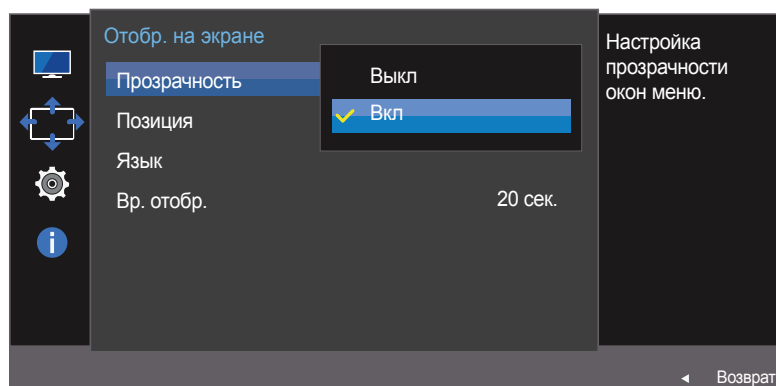 Отобр. на экране
Прозрачность
Выкл
Вкл
Позиция
Язык
Вр. отобр.
20 сек.
Настройка
прозрачности
окон меню.
Возврат